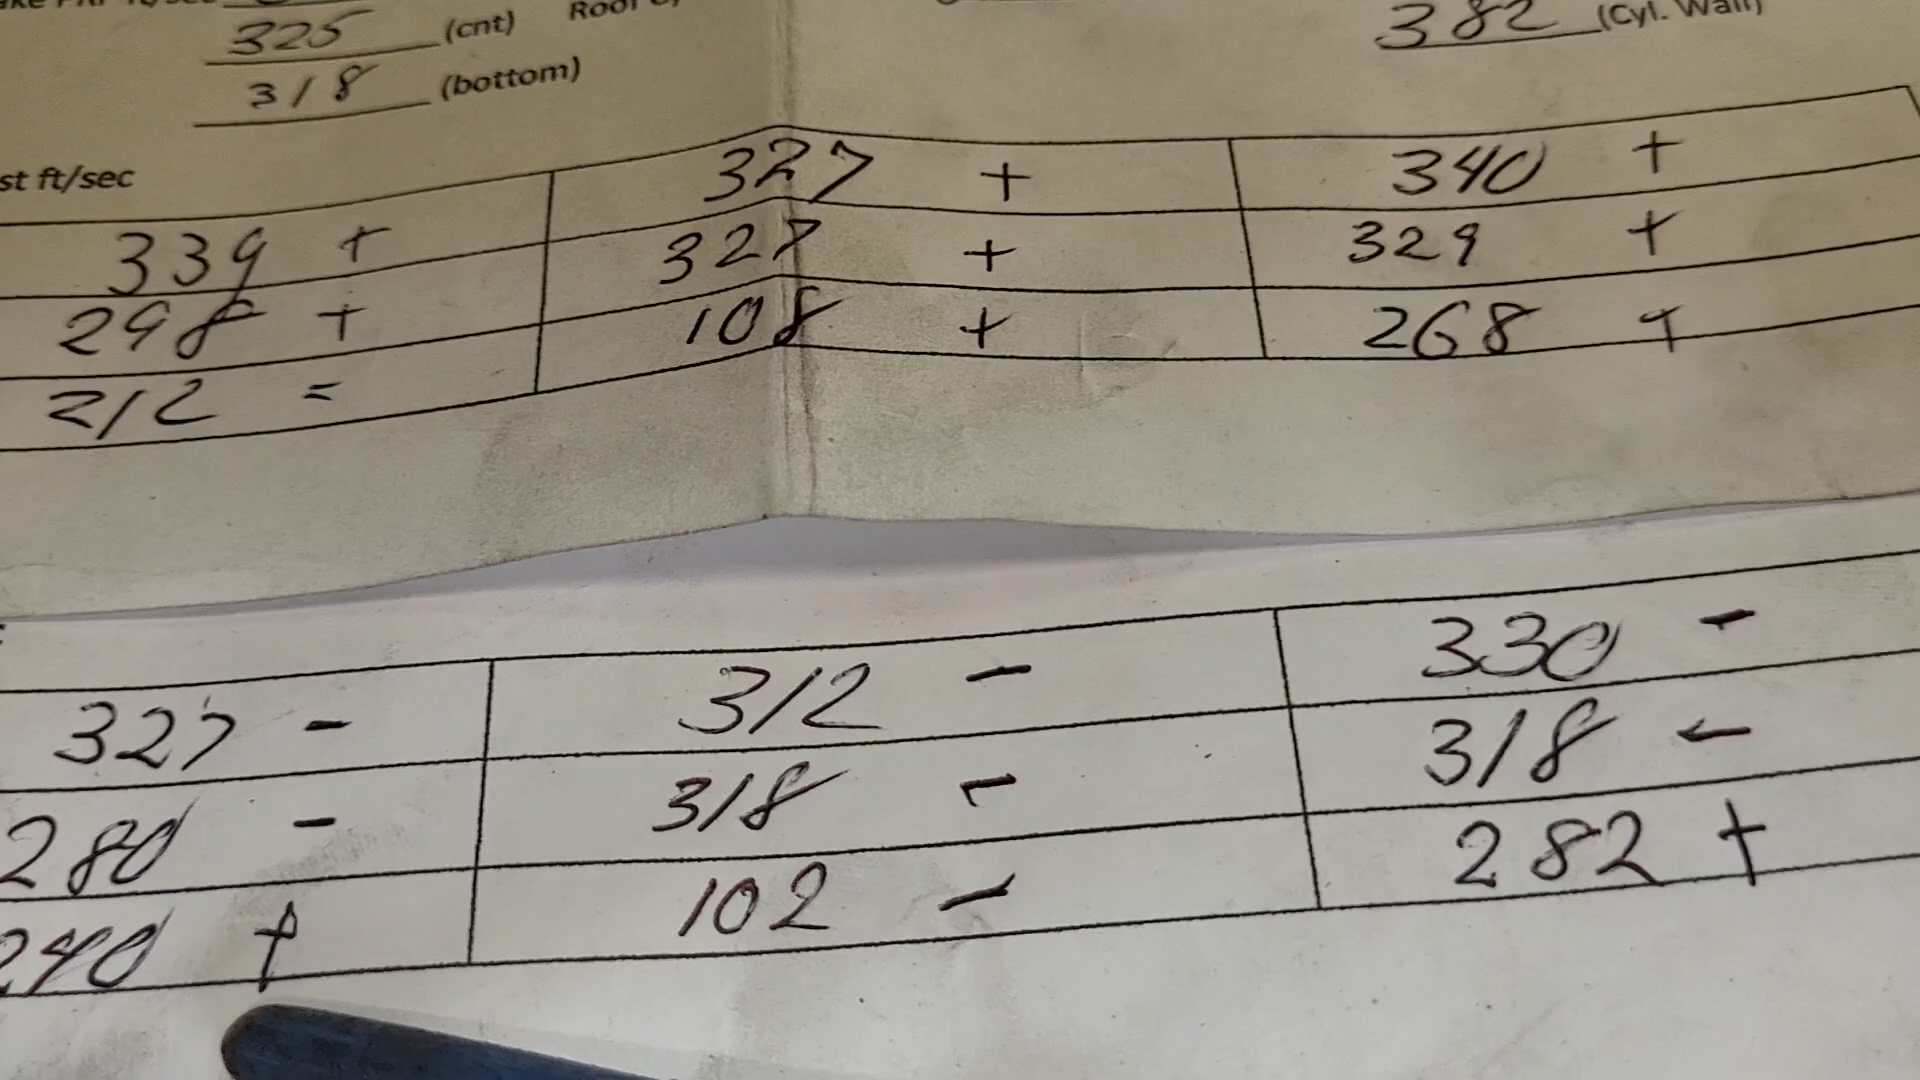 325 (cnt)
318 (bottom)
382 (Cyl. Wall)
st ft/sec
339 + 327 + 340 +
298 + 327 + 329 +
212 = 108 + 268 +
327 - 312 - 330 -
280 - 318 - 318 -
240 + 102 - 282 +